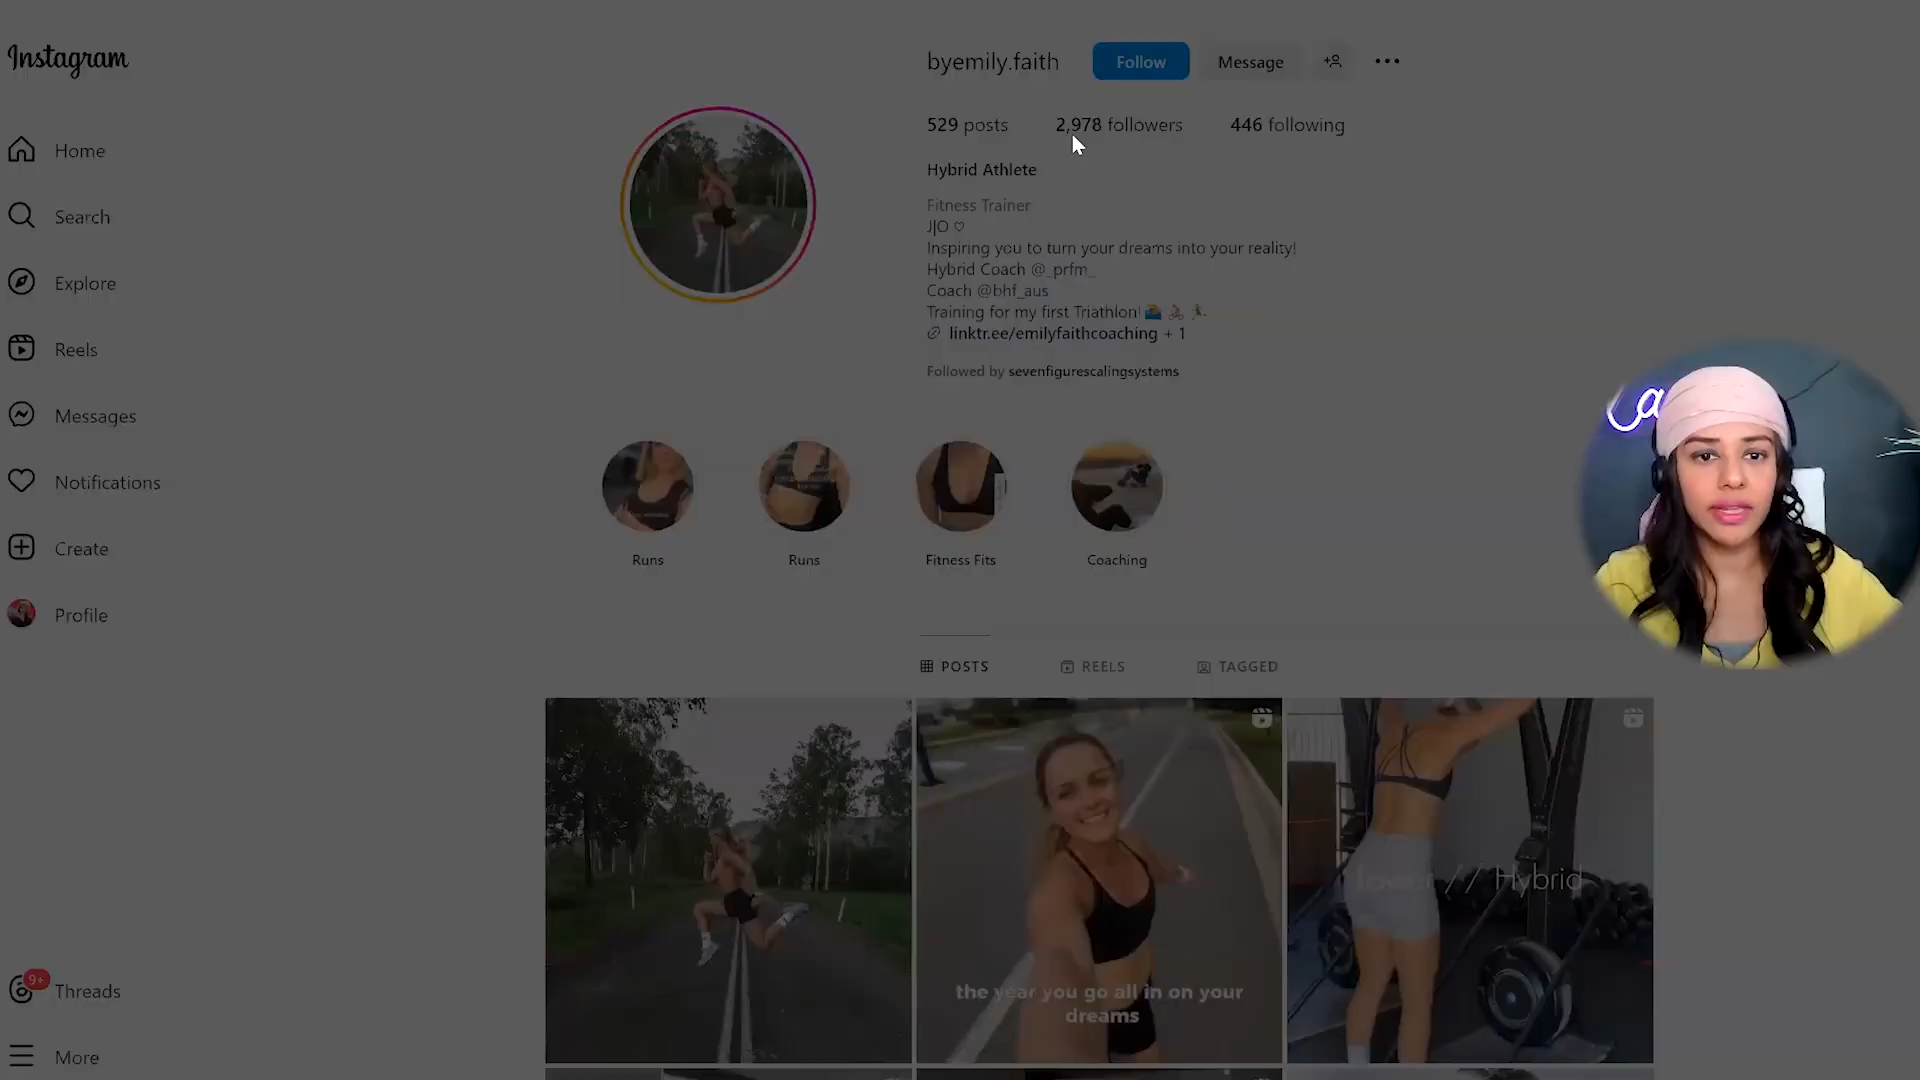 Instagram
Home
Search
Explore
Reels
Messages
Notifications
Create
Profile
9+
Threads
More
byemily.faith
Follow
Message
529 posts
2,978 followers
446 following
Hybrid Athlete
Fitness Trainer
J|O ♡
Inspiring you to turn your dreams into your reality!
Hybrid Coach @_prfm_
Coach @bhf_aus
Training for my first Triathlon!
linktr.ee/emilyfaithcoaching + 1
Followed by sevenfigurescalingsystems
Runs
Runs
Fitness Fits
Coaching
POSTS
REELS
TAGGED
the year you go all in on your
dreams
// Hybrid